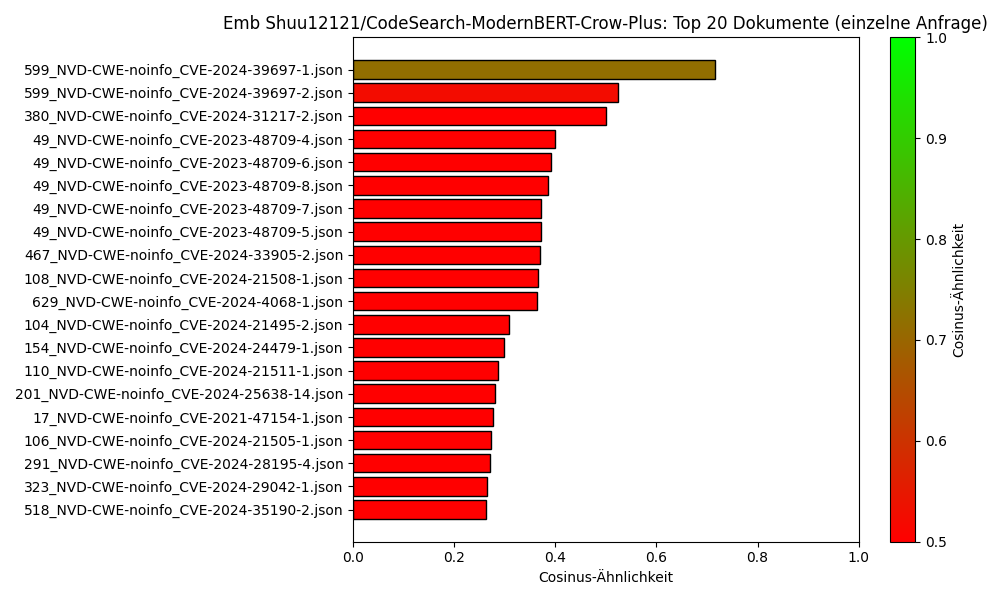 Emb Shuu12121/CodeSearch-ModernBERT-Crow-Plus: Top 20 Dokumente (einzelne Anfrage)
599_NVD-CWE-noinfo_CVE-2024-39697-1.json
599_NVD-CWE-noinfo_CVE-2024-39697-2.json
380_NVD-CWE-noinfo_CVE-2024-31217-2.json
49_NVD-CWE-noinfo_CVE-2023-48709-4.json
49_NVD-CWE-noinfo_CVE-2023-48709-6.json
49_NVD-CWE-noinfo_CVE-2023-48709-8.json
49_NVD-CWE-noinfo_CVE-2023-48709-7.json
49_NVD-CWE-noinfo_CVE-2023-48709-5.json
467_NVD-CWE-noinfo_CVE-2024-33905-2.json
108_NVD-CWE-noinfo_CVE-2024-21508-1.json
629_NVD-CWE-noinfo_CVE-2024-4068-1.json
104_NVD-CWE-noinfo_CVE-2024-21495-2.json
154_NVD-CWE-noinfo_CVE-2024-24479-1.json
110_NVD-CWE-noinfo_CVE-2024-21511-1.json
201_NVD-CWE-noinfo_CVE-2024-25638-14.json
17_NVD-CWE-noinfo_CVE-2021-47154-1.json
106_NVD-CWE-noinfo_CVE-2024-21505-1.json
291_NVD-CWE-noinfo_CVE-2024-28195-4.json
323_NVD-CWE-noinfo_CVE-2024-29042-1.json
518_NVD-CWE-noinfo_CVE-2024-35190-2.json
0.0 0.2 0.4 0.6 0.8 1.0
Cosinus-Ähnlichkeit
1.0
0.9
0.8
0.7
0.6
0.5
Cosinus-Ähnlichkeit